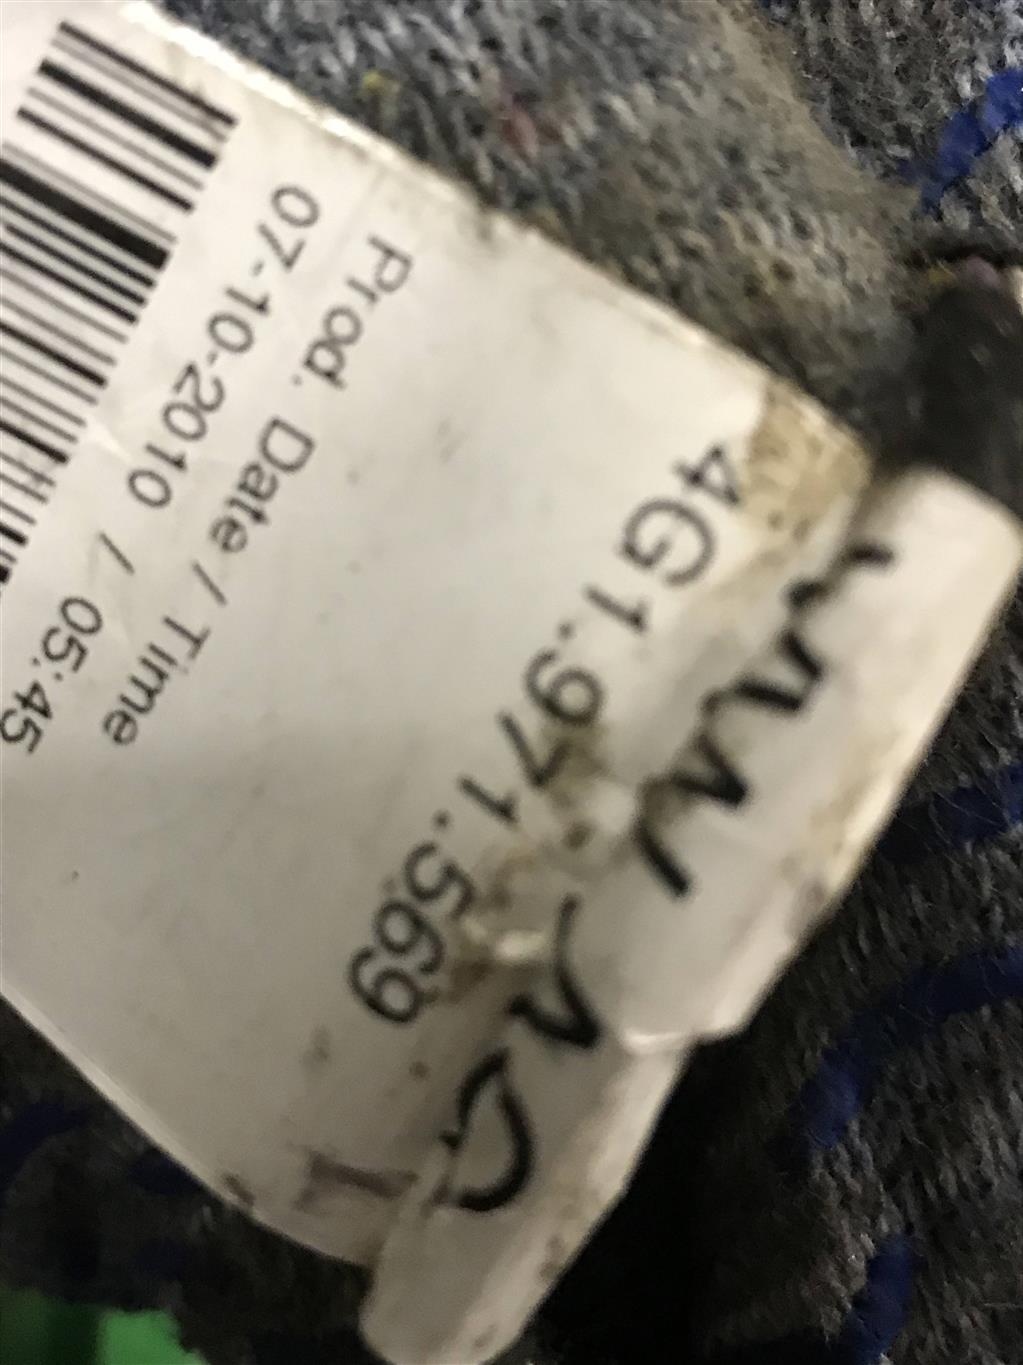 4G1.971.569
Prod. Date / Time
07-10-2010 / 05:45